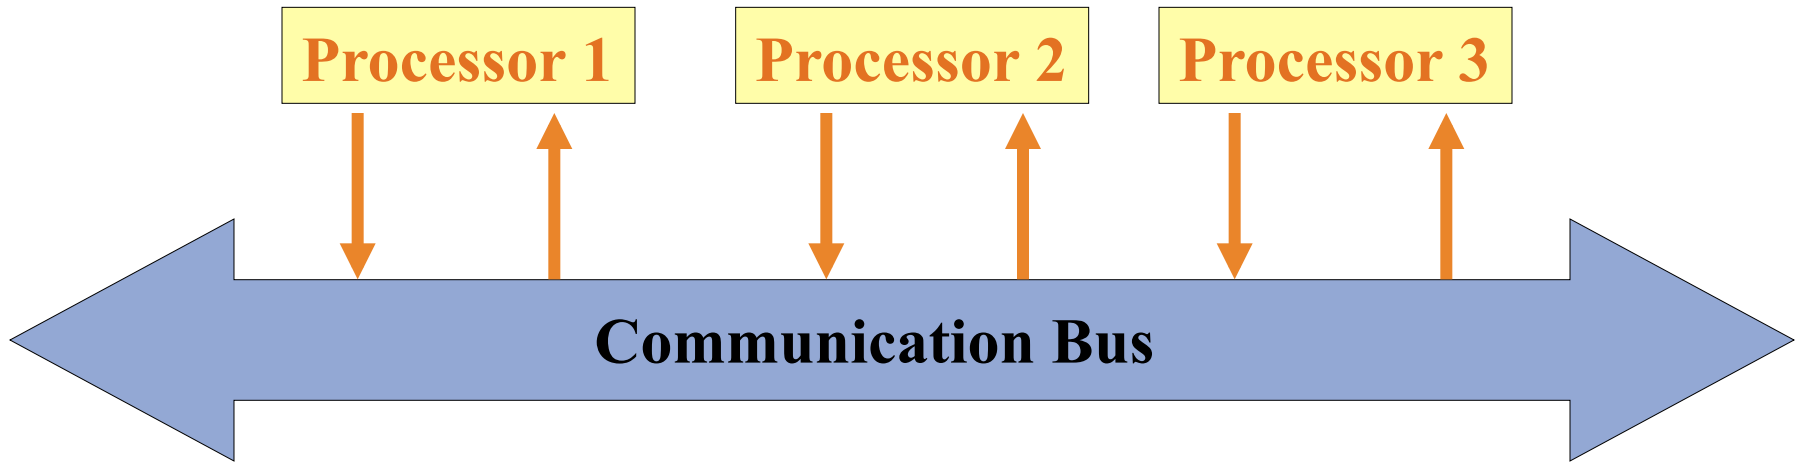 Processor 1
Processor 2
Processor 3
Communication Bus